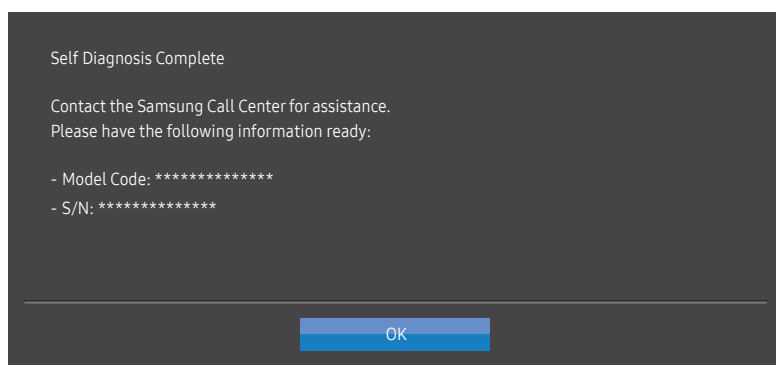 Self Diagnosis Complete
Contact the Samsung Call Center for assistance.
Please have the following information ready:
- Model Code: **************
- S/N: **************
OK